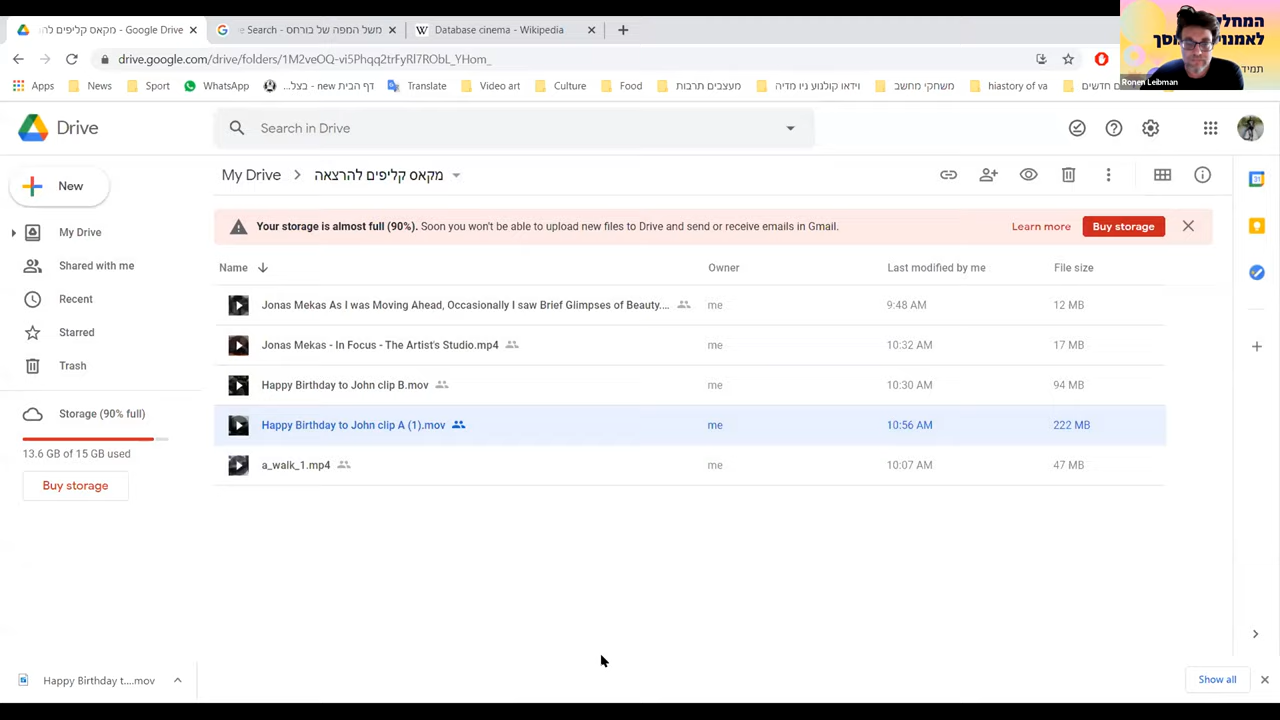 מקאס קליפים להר - Google Drive
Search - משל המפה של בורחס
Database cinema - Wikipedia
drive.google.com/drive/folders/1M2veOQ-vi5Phqq2trFyRl7RObL_YHom_
Apps
News
Sport
WhatsApp
דף הבית new - בצל...
Translate
Video art
Culture
Food
מעצבים תרבות
וידאו קולנוע ניו מדיה
משחקי מחשב
hiastory of va
חדשים
Ronen Leibman
Drive
Search in Drive
New
My Drive
מקאס קליפים להרצאה
Your storage is almost full (90%). Soon you won't be able to upload new files to Drive and send or receive emails in Gmail.
Learn more
Buy storage
My Drive
Shared with me
Recent
Starred
Trash
Storage (90% full)
13.6 GB of 15 GB used
Buy storage
Name Owner Last modified by me File size
Jonas Mekas As I was Moving Ahead, Occasionally I saw Brief Glimpses of Beauty.... me 9:48 AM 12 MB
Jonas Mekas - In Focus - The Artist's Studio.mp4 me 10:32 AM 17 MB
Happy Birthday to John clip B.mov me 10:30 AM 94 MB
Happy Birthday to John clip A (1).mov me 10:56 AM 222 MB
a_walk_1.mp4 me 10:07 AM 47 MB
Happy Birthday t....mov
Show all